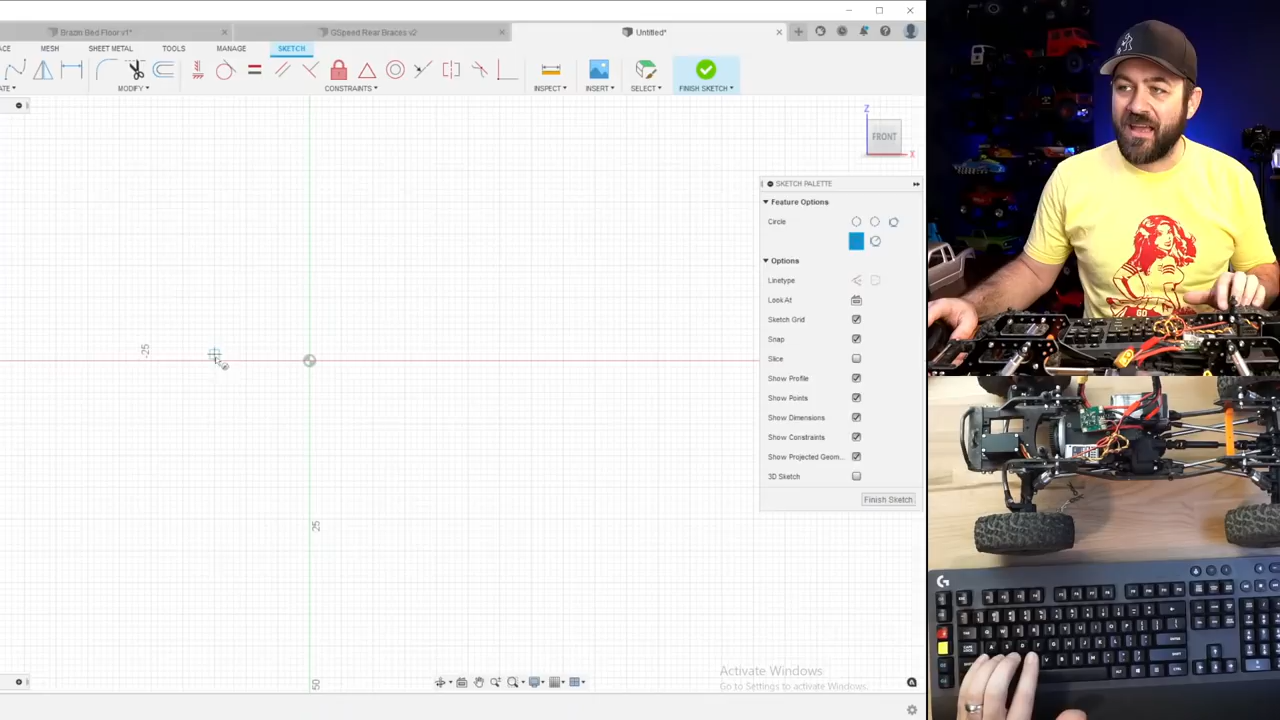 Brazin Bed Floor v1*
GSpeed Rear Braces v2
Untitled*
ACE
MESH
SHEET METAL
TOOLS
MANAGE
SKETCH
ATE
MODIFY
CONSTRAINTS
INSPECT
INSERT
SELECT
FINISH SKETCH
Z
FRONT
X
SKETCH PALETTE
Feature Options
Circle
Options
Linetype
Look At
Sketch Grid
Snap
Slice
Show Profile
Show Points
Show Dimensions
Show Constraints
Show Projected Geom...
3D Sketch
Finish Sketch
-25
25
50
Activate Windows
Go to Settings to activate Windows.
GO
G